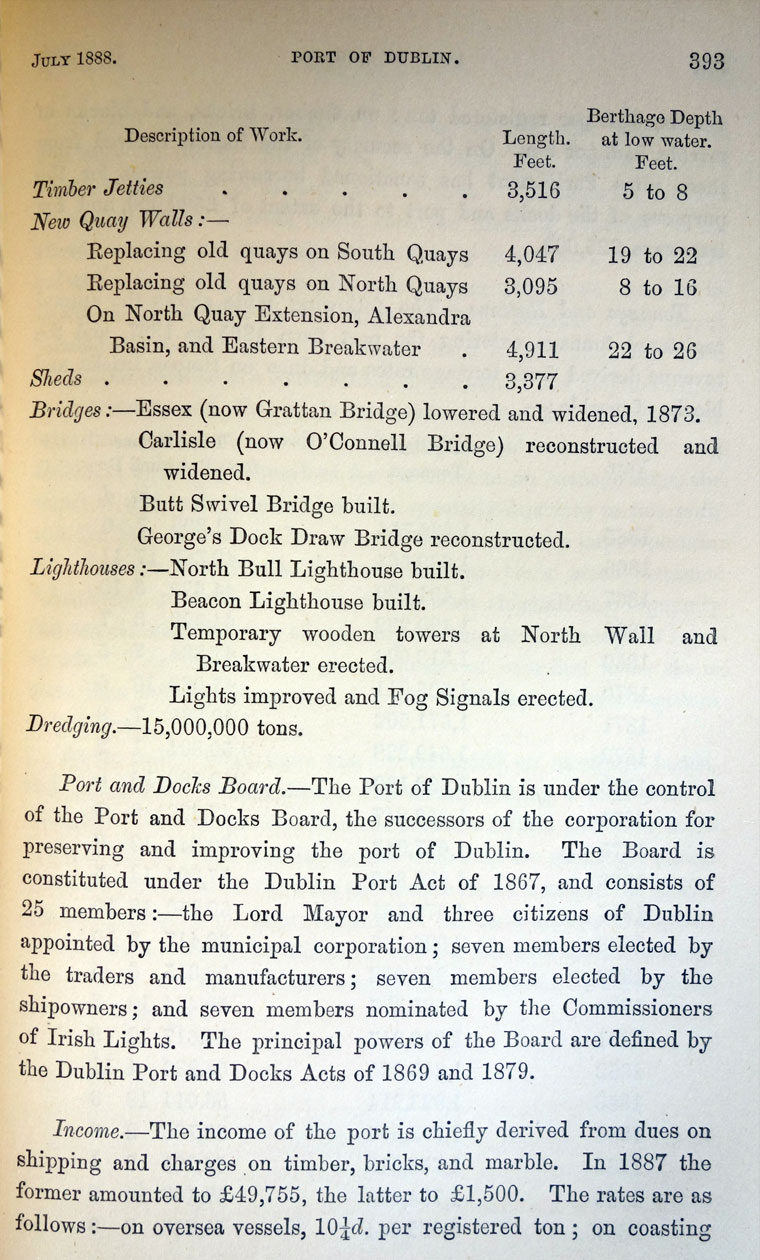 JULY 1888. PORT OF DUBLIN. 393
Berthage Depth
Description of Work. Length. at low water.
Feet. Feet.
Timber Jetties . . . . . 3,516 5 to 8
New Quay Walls :—
Replacing old quays on South Quays 4,047 19 to 22
Replacing old quays on North Quays 3,095 8 to 16
On North Quay Extension, Alexandra
Basin, and Eastern Breakwater . 4,911 22 to 26
Sheds . . . . . . . 3,377
Bridges :—Essex (now Grattan Bridge) lowered and widened, 1873.
Carlisle (now O'Connell Bridge) reconstructed and
widened.
Butt Swivel Bridge built.
George's Dock Draw Bridge reconstructed.
Lighthouses :—North Bull Lighthouse built.
Beacon Lighthouse built.
Temporary wooden towers at North Wall and
Breakwater erected.
Lights improved and Fog Signals erected.
Dredging.—15,000,000 tons.
Port and Docks Board.—The Port of Dublin is under the control
of the Port and Docks Board, the successors of the corporation for
preserving and improving the port of Dublin. The Board is
constituted under the Dublin Port Act of 1867, and consists of
25 members :—the Lord Mayor and three citizens of Dublin
appointed by the municipal corporation ; seven members elected by
the traders and manufacturers ; seven members elected by the
shipowners ; and seven members nominated by the Commissioners
of Irish Lights. The principal powers of the Board are defined by
the Dublin Port and Docks Acts of 1869 and 1879.
Income.—The income of the port is chiefly derived from dues on
shipping and charges on timber, bricks, and marble. In 1887 the
former amounted to £49,755, the latter to £1,500. The rates are as
follows :—on oversea vessels, 10¼d. per registered ton ; on coasting